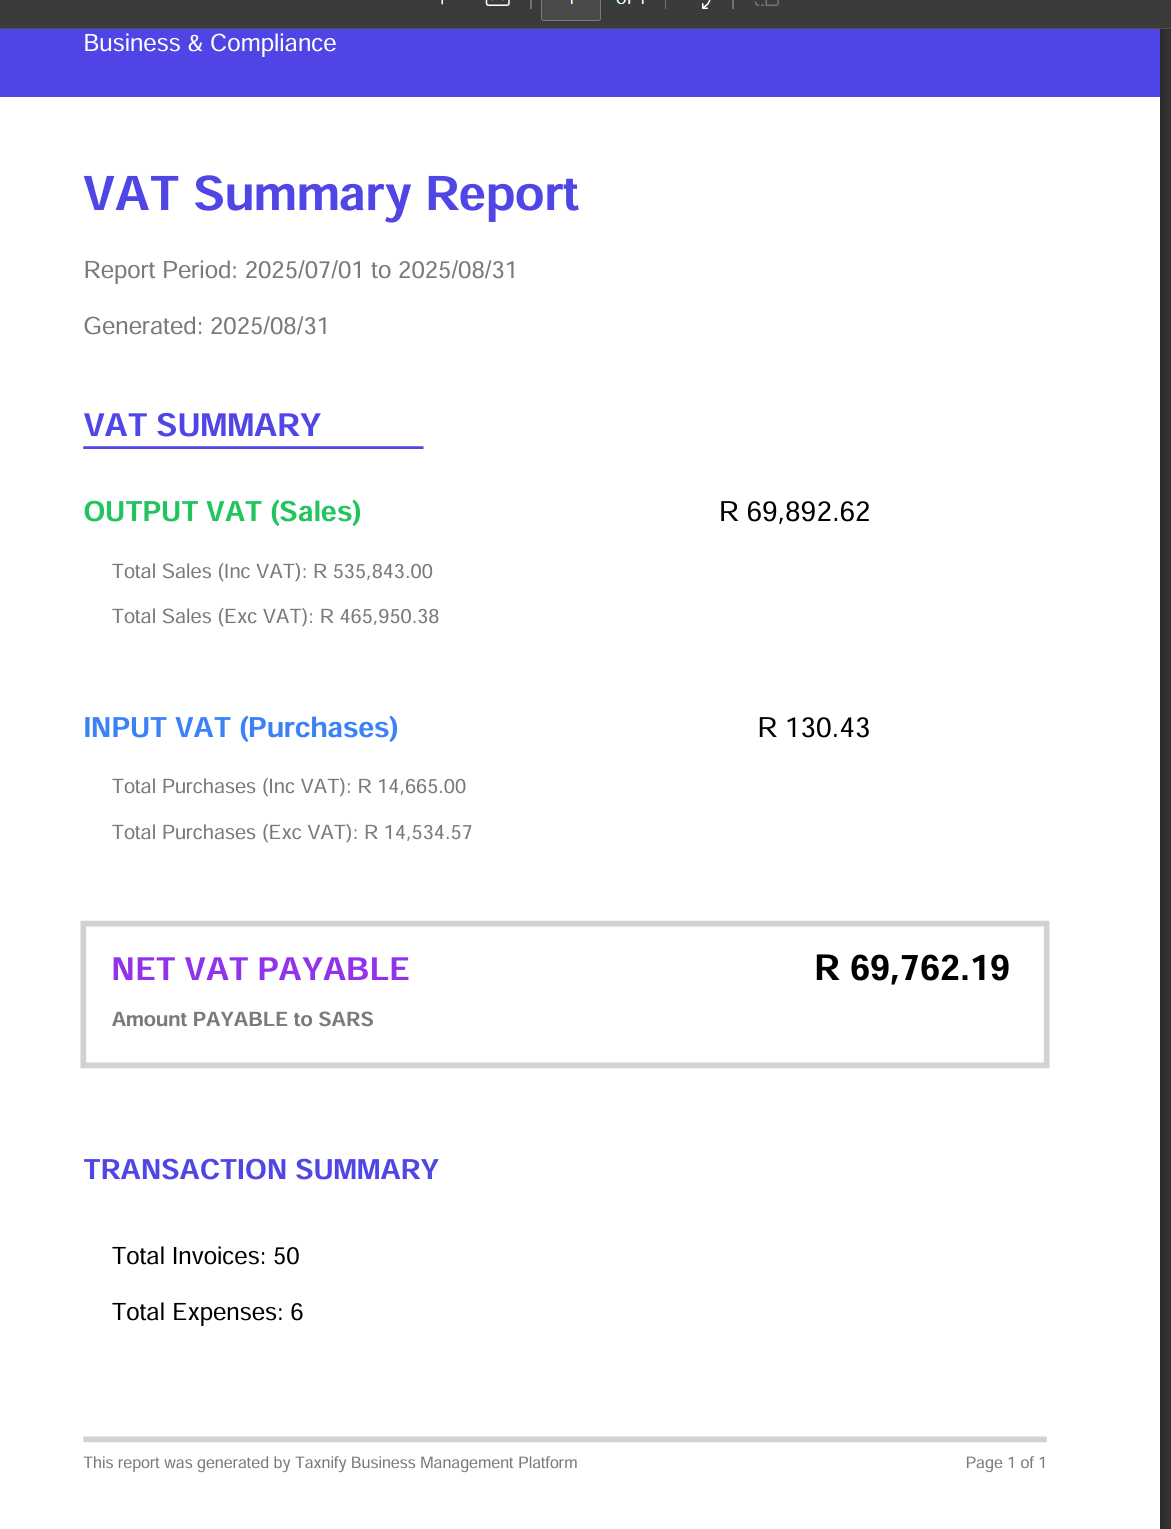 Business & Compliance
VAT Summary Report
Report Period: 2025/07/01 to 2025/08/31
Generated: 2025/08/31
VAT SUMMARY
OUTPUT VAT (Sales) R 69,892.62
Total Sales (Inc VAT): R 535,843.00
Total Sales (Exc VAT): R 465,950.38
INPUT VAT (Purchases) R 130.43
Total Purchases (Inc VAT): R 14,665.00
Total Purchases (Exc VAT): R 14,534.57
NET VAT PAYABLE R 69,762.19
Amount PAYABLE to SARS
TRANSACTION SUMMARY
Total Invoices: 50
Total Expenses: 6
This report was generated by Taxnify Business Management Platform Page 1 of 1